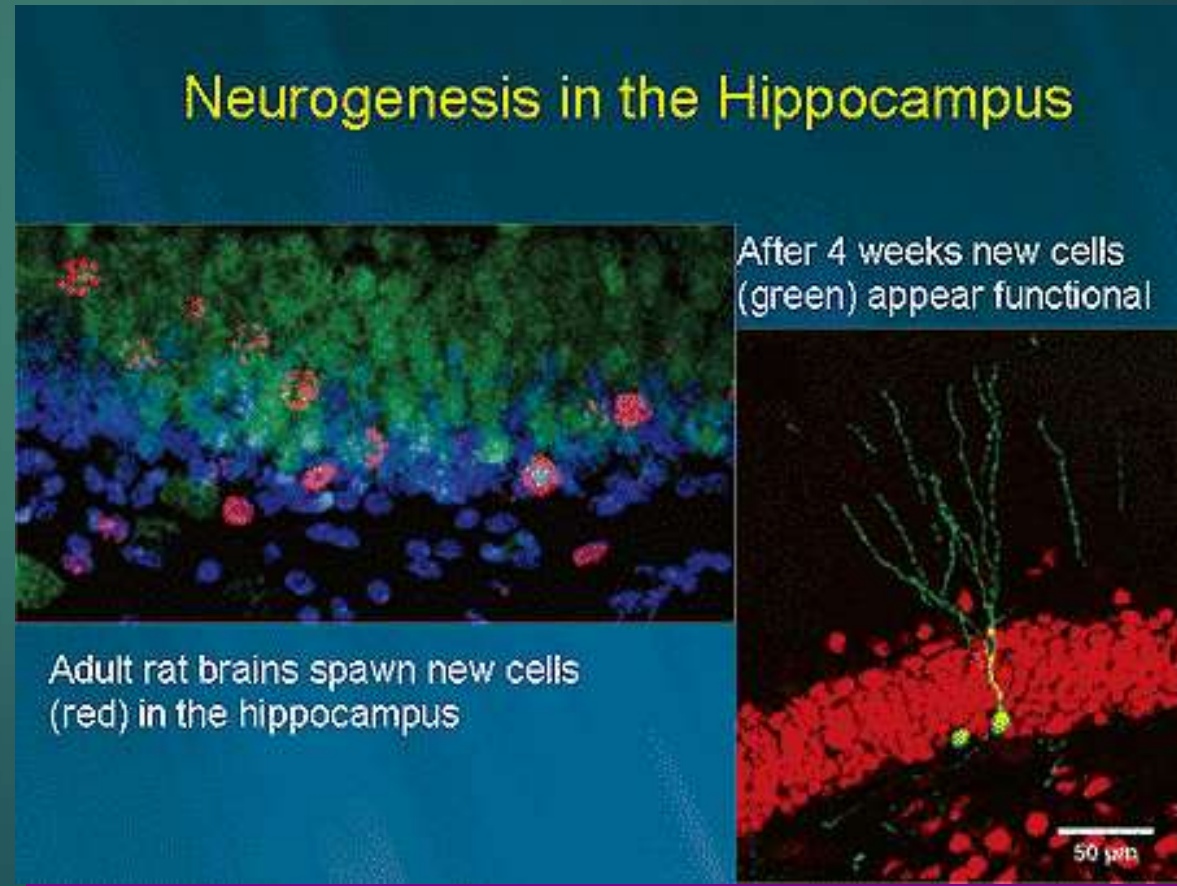 Neurogenesis in the Hippocampus
After 4 weeks new cells
(green) appear functional
Adult rat brains spawn new cells
(red) in the hippocampus
50 µm